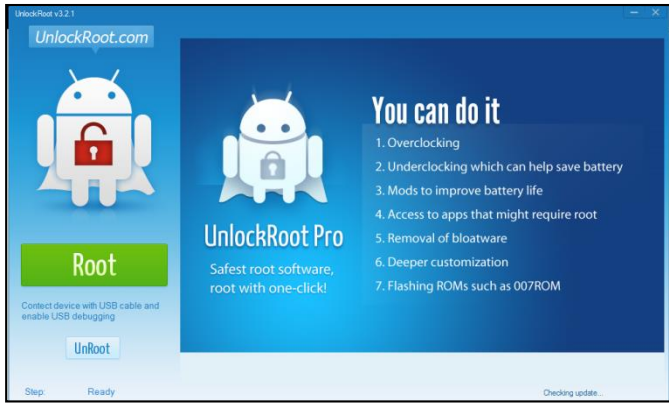 UnlockRoot v3.2.1
UnlockRoot.com
Root
Contect device with USB cable and
enable USB debugging
UnRoot
Step:    Ready
UnlockRoot Pro
Safest root software,
root with one-click!
You can do it
1. Overclocking
2. Underclocking which can help save battery
3. Mods to improve battery life
4. Access to apps that might require root
5. Removal of bloatware
6. Deeper customization
7. Flashing ROMs such as 007ROM
Checking update...